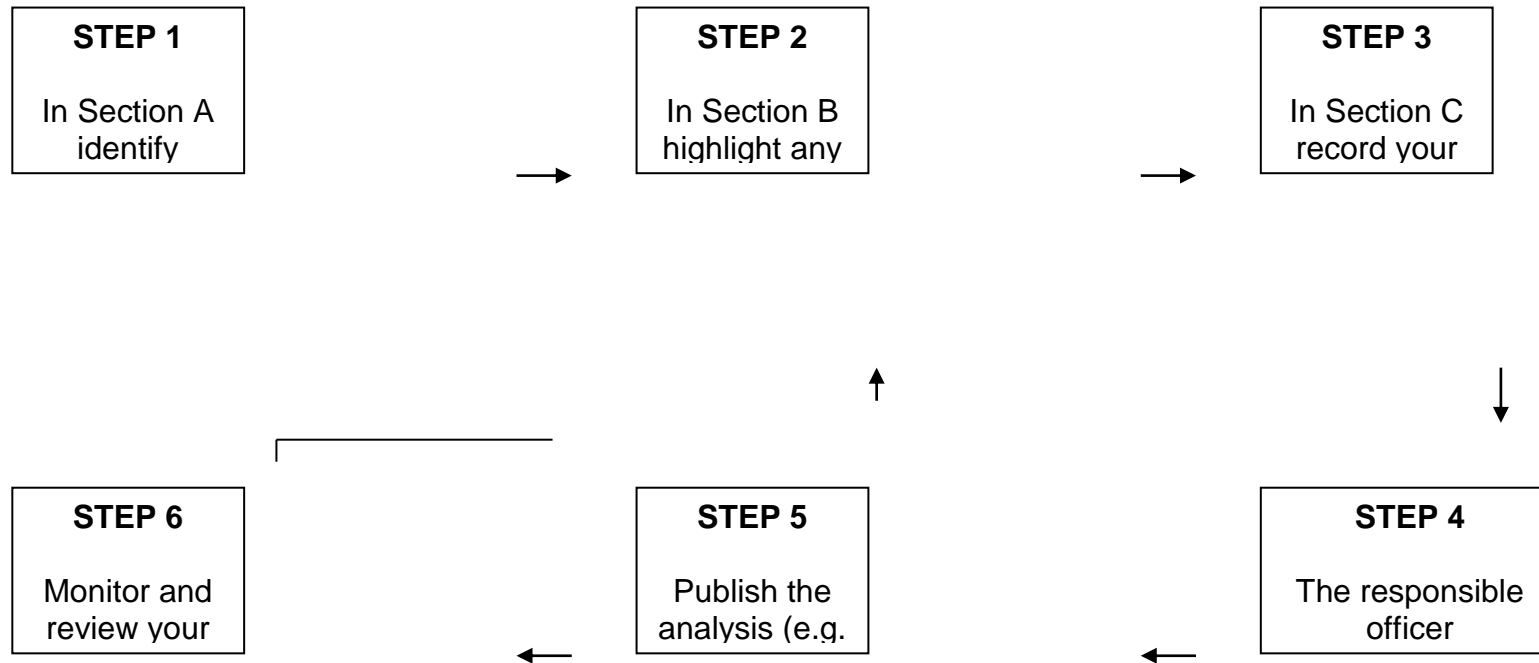 STEP 1
In Section A
identify
STEP 2
In Section B
highlight any
STEP 3
In Section C
record your
STEP 6
Monitor and
review your
STEP 5
Publish the
analysis (e.g.
STEP 4
The responsible
officer